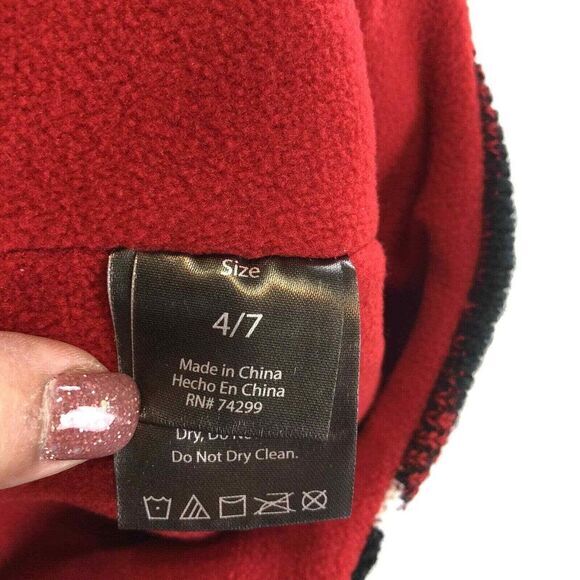 Size
4/7
Made in China
Hecho En China
RN# 74299
Dry, Do
Do Not Dry Clean.